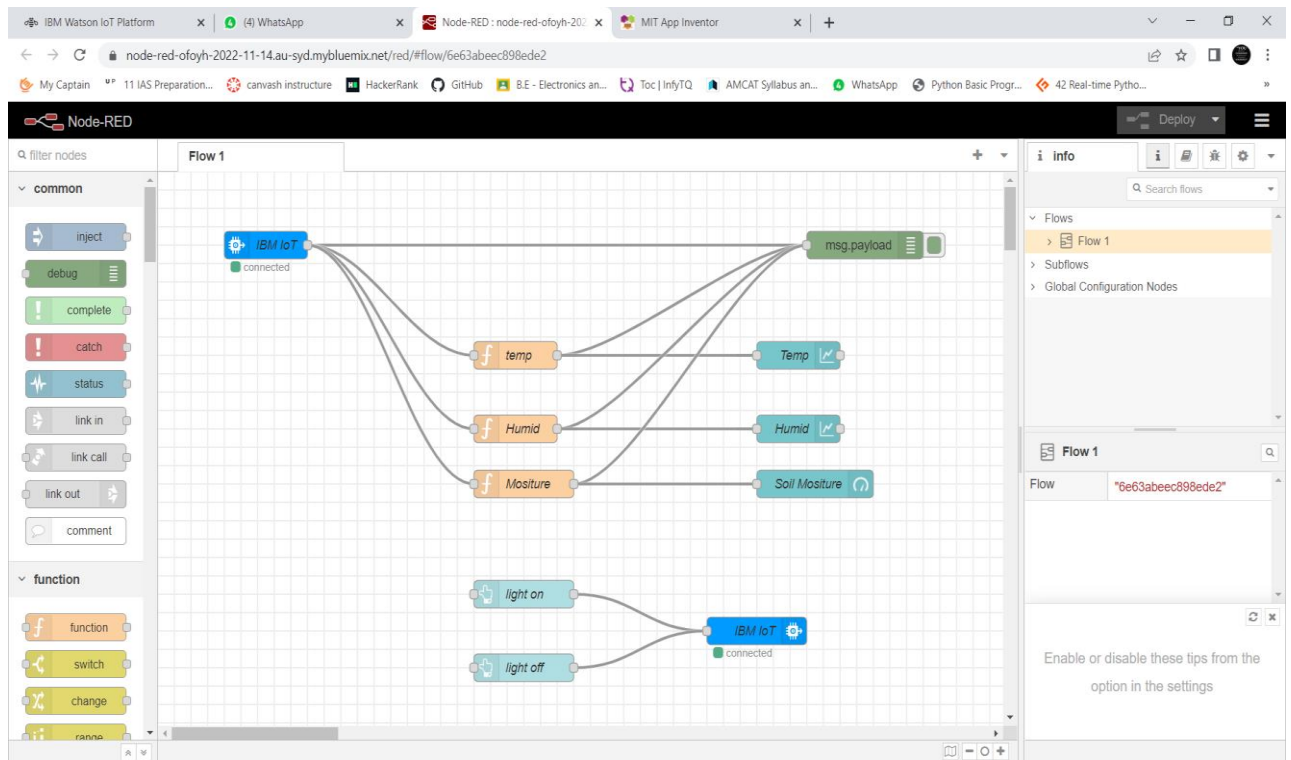 IBM Watson IoT Platform
(4) WhatsApp
Node-RED : node-red-ofoyh-202
MIT App Inventor
node-red-ofoyh-2022-11-14.au-syd.mybluemix.net/red/#flow/6e63abeec898ede2
My Captain
UP 11 IAS Preparation...
canvash instructure
HackerRank
GitHub
B.E - Electronics an...
Toc | InfyTQ
AMCAT Syllabus an...
WhatsApp
Python Basic Progr...
42 Real-time Pytho...
»
Node-RED
Deploy
filter nodes
Flow 1
i info
i
Search flows
common
inject
debug
complete
catch
status
link in
link call
link out
comment
function
function
switch
change
range
IBM IoT
connected
msg.payload
temp
Temp
Humid
Humid
Mositure
Soil Mositure
light on
light off
IBM IoT
connected
Flows
Flow 1
Subflows
Global Configuration Nodes
Flow 1
Flow "6e63abeec898ede2"
Enable or disable these tips from the
option in the settings